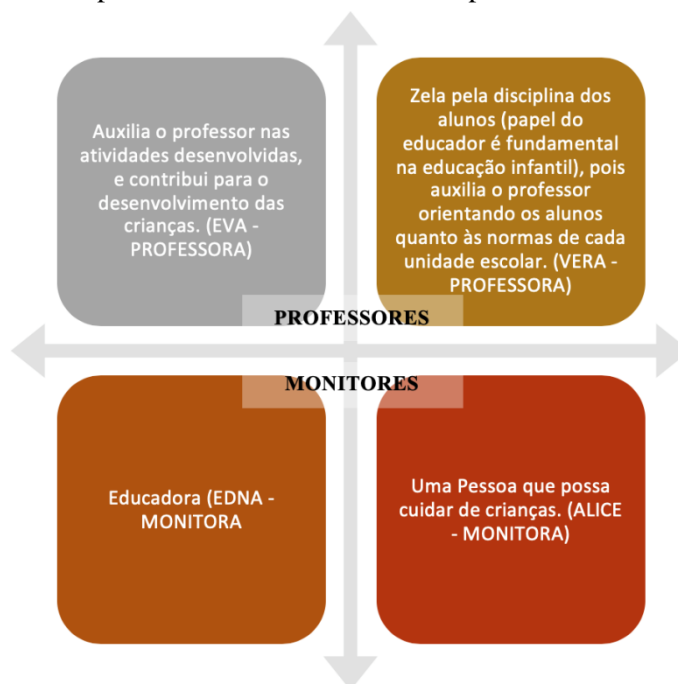 Auxilia o professor nas
atividades desenvolvidas,
e contribui para o
desenvolvimento das
crianças. (EVA -
PROFESSORA)
Zela pela disciplina dos
alunos (papel do
educador é fundamental
na educação infantil), pois
auxilia o professor
orientando os alunos
quanto às normas de cada
unidade escolar. (VERA -
PROFESSORA)
PROFESSORES
MONITORES
Educadora (EDNA -
MONITORA
Uma Pessoa que possa
cuidar de crianças. (ALICE
- MONITORA)